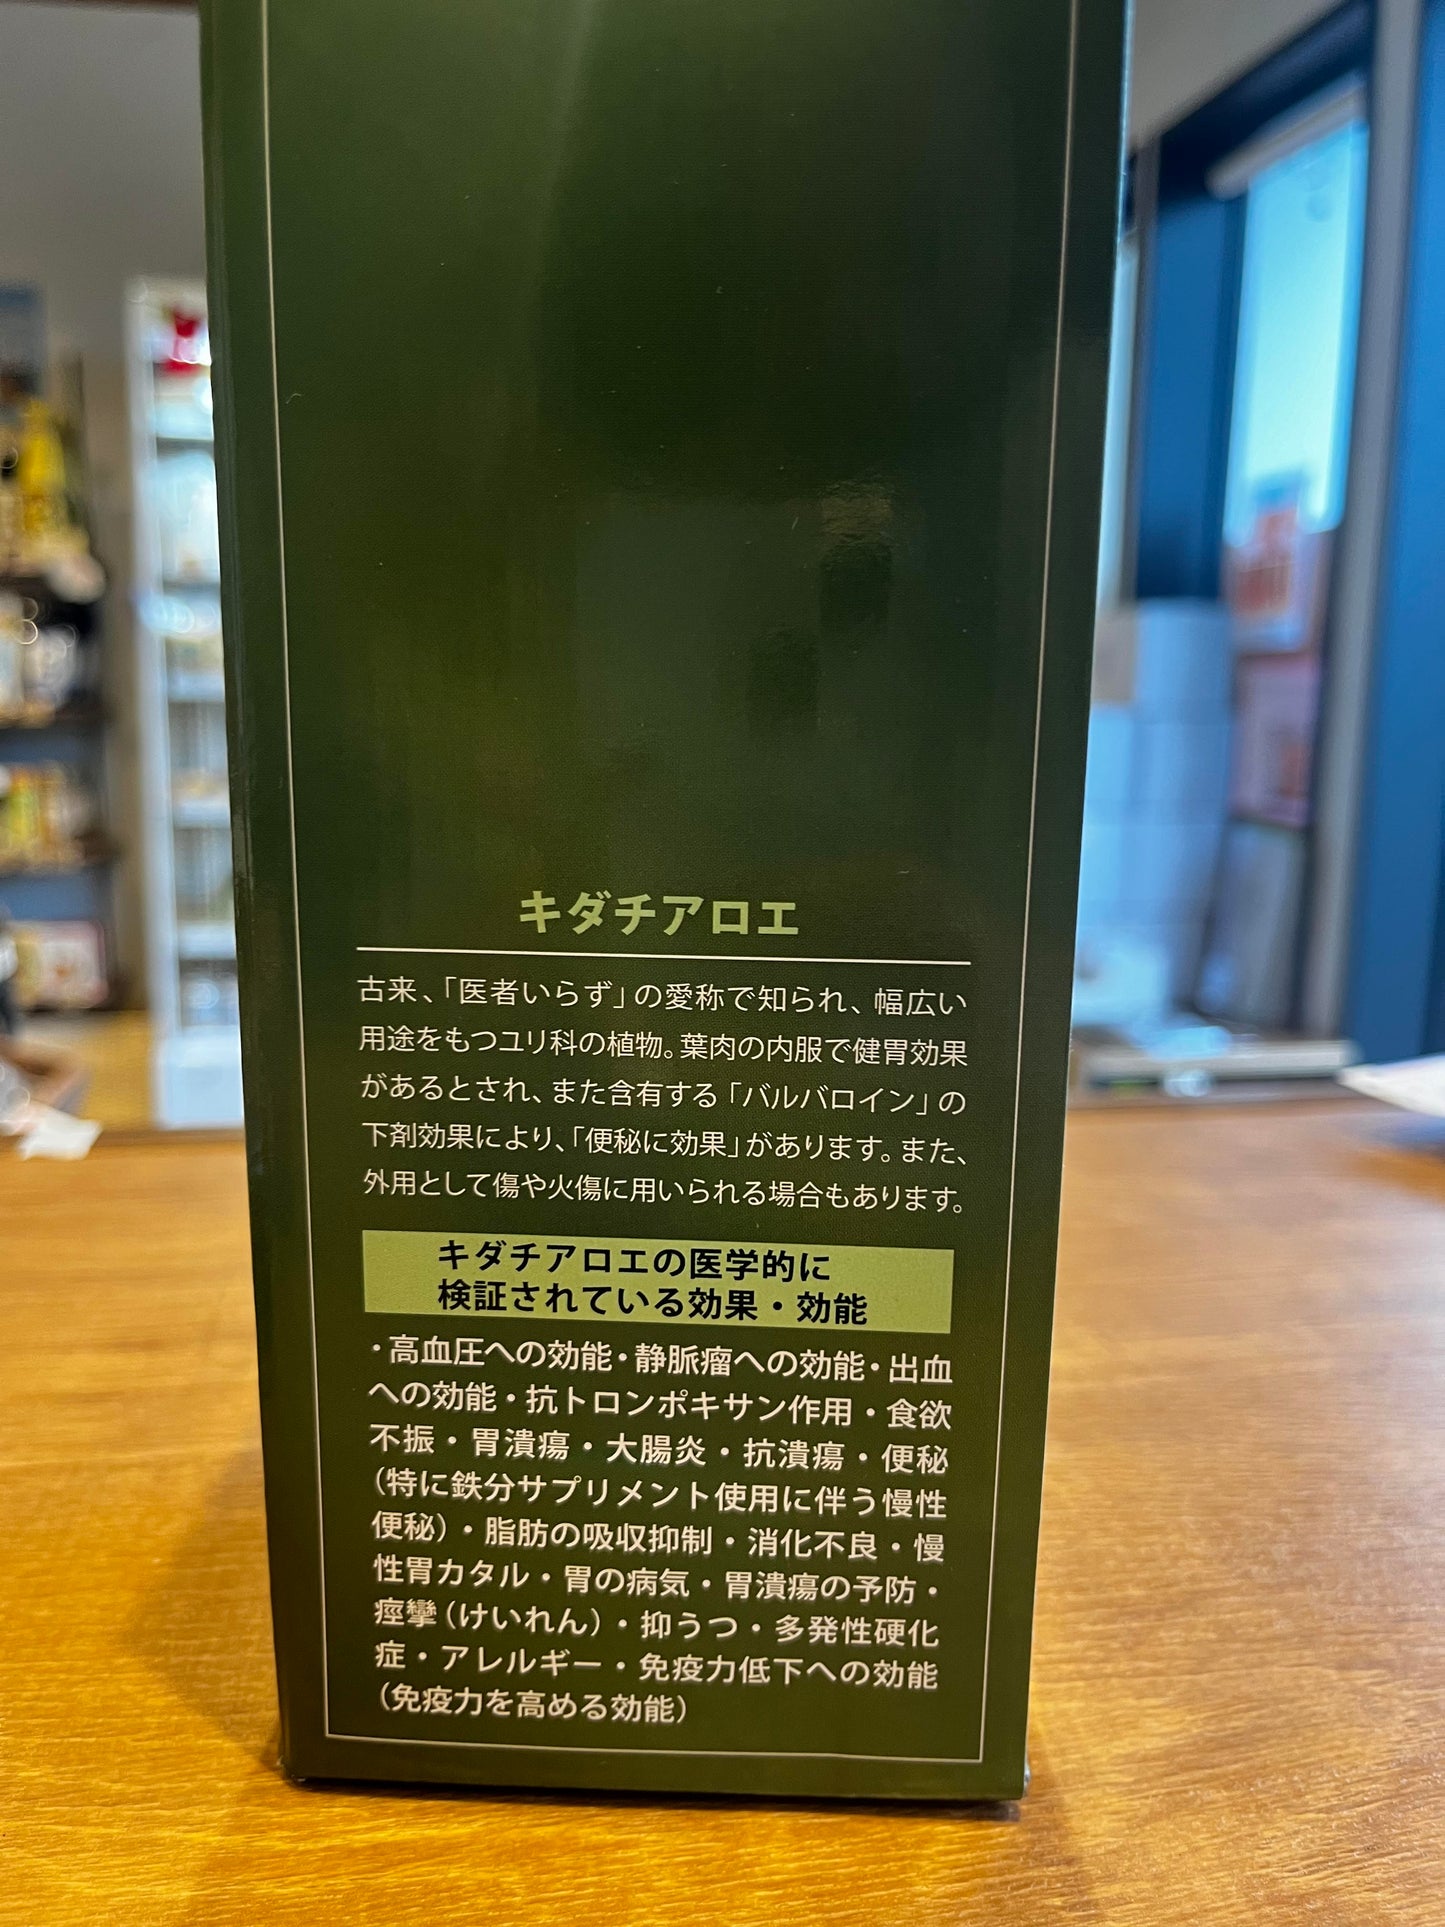 キダチアロエ
古来、「医者いらず」の愛称で知られ、幅広い
用途をもつユリ科の植物。葉肉の内服で健胃効果
があるとされ、また含有する「バルバロイン」の
下剤効果により、「便秘に効果」があります。また、
外用として傷や火傷に用いられる場合もあります。
キダチアロエの医学的に
検証されている効果・効能
・高血圧への効能・静脈瘤への効能・出血
への効能・抗トロンポキサン作用・食欲
不振・胃潰瘍・大腸炎・抗潰瘍・便秘
（特に鉄分サプリメント使用に伴う慢性
便秘）・脂肪の吸収抑制・消化不良・慢
性胃カタル・胃の病気・胃潰瘍の予防・
痙攣（けいれん）・抑うつ・多発性硬化
症・アレルギー・免疫力低下への効能
（免疫力を高める効能）